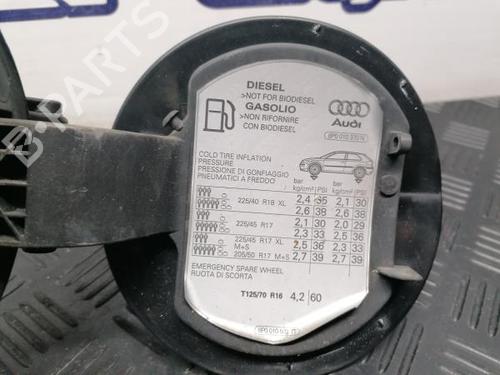 DIESEL
>NOT FOR BIODIESEL
GASOLIO
>NON RIFORNIRE
CON BIODIESEL
Audi
COLD TIRE INFLATION
PRESSURE
PRESSIONE DI GONFIAGGIO
PNEUMATICI A FREDDO
bar kg/cm² PSI bar kg/cm² PSI
225/40 R18 XL 2,4 35 2,1 30
2,6 38 2,6 38
225/45 R17 2,1 30 2,0 29
2,3 33 2,5 36
225/45 R17 XL M+S 2,5 36 2,3 33
205/50 R17 M+S 2,7 39 2,7 39
EMERGENCY SPARE WHEEL
RUOTA DI SCORTA
T125/70 R16 4,2 60